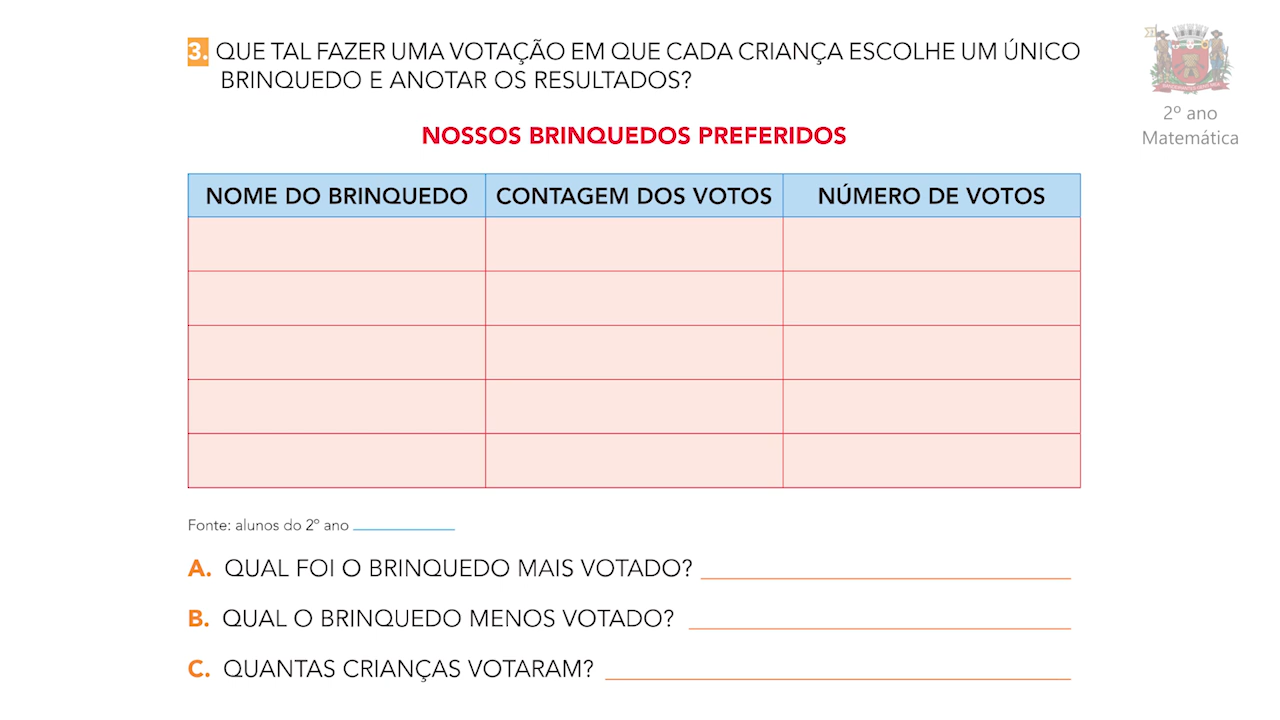 3. QUE TAL FAZER UMA VOTAÇÃO EM QUE CADA CRIANÇA ESCOLHE UM ÚNICO
BRINQUEDO E ANOTAR OS RESULTADOS?
2º ano
Matemática
NOSSOS BRINQUEDOS PREFERIDOS
NOME DO BRINQUEDO CONTAGEM DOS VOTOS NÚMERO DE VOTOS
Fonte: alunos do 2º ano
A. QUAL FOI O BRINQUEDO MAIS VOTADO?
B. QUAL O BRINQUEDO MENOS VOTADO?
C. QUANTAS CRIANÇAS VOTARAM?